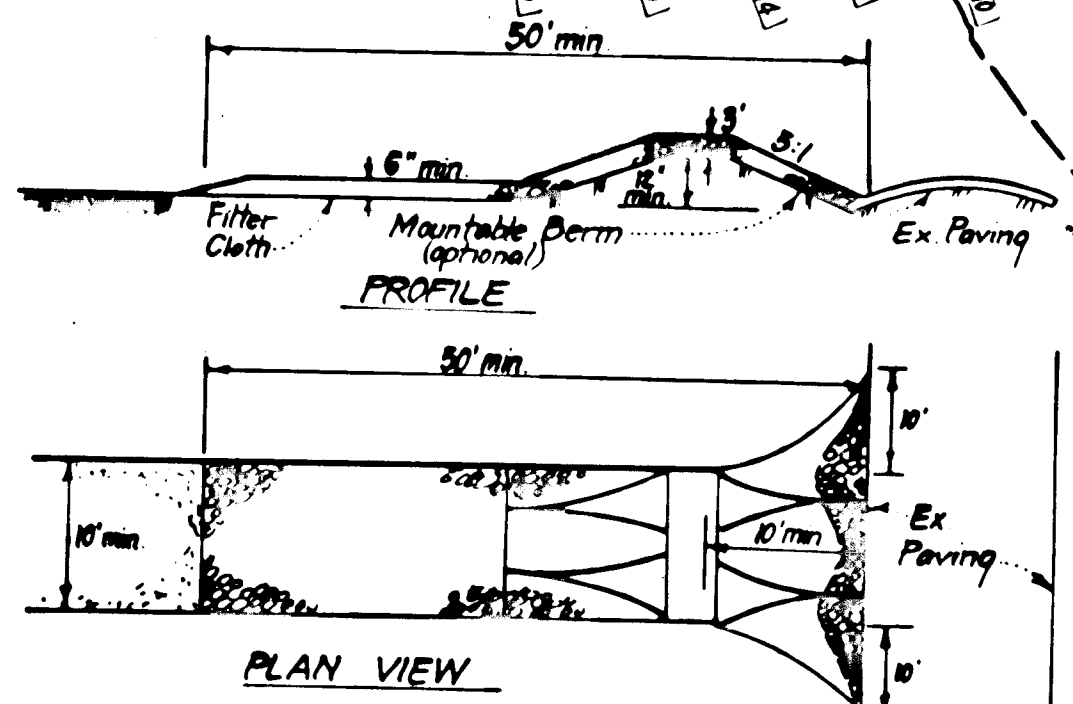 50' min.
3'
5:1
6" min.
12"
min.
Filter
Cloth
Mountable Berm
(optional)
Ex. Paving
PROFILE
50' min.
10'
10' min.
10' min
Ex
Paving
10'
PLAN VIEW